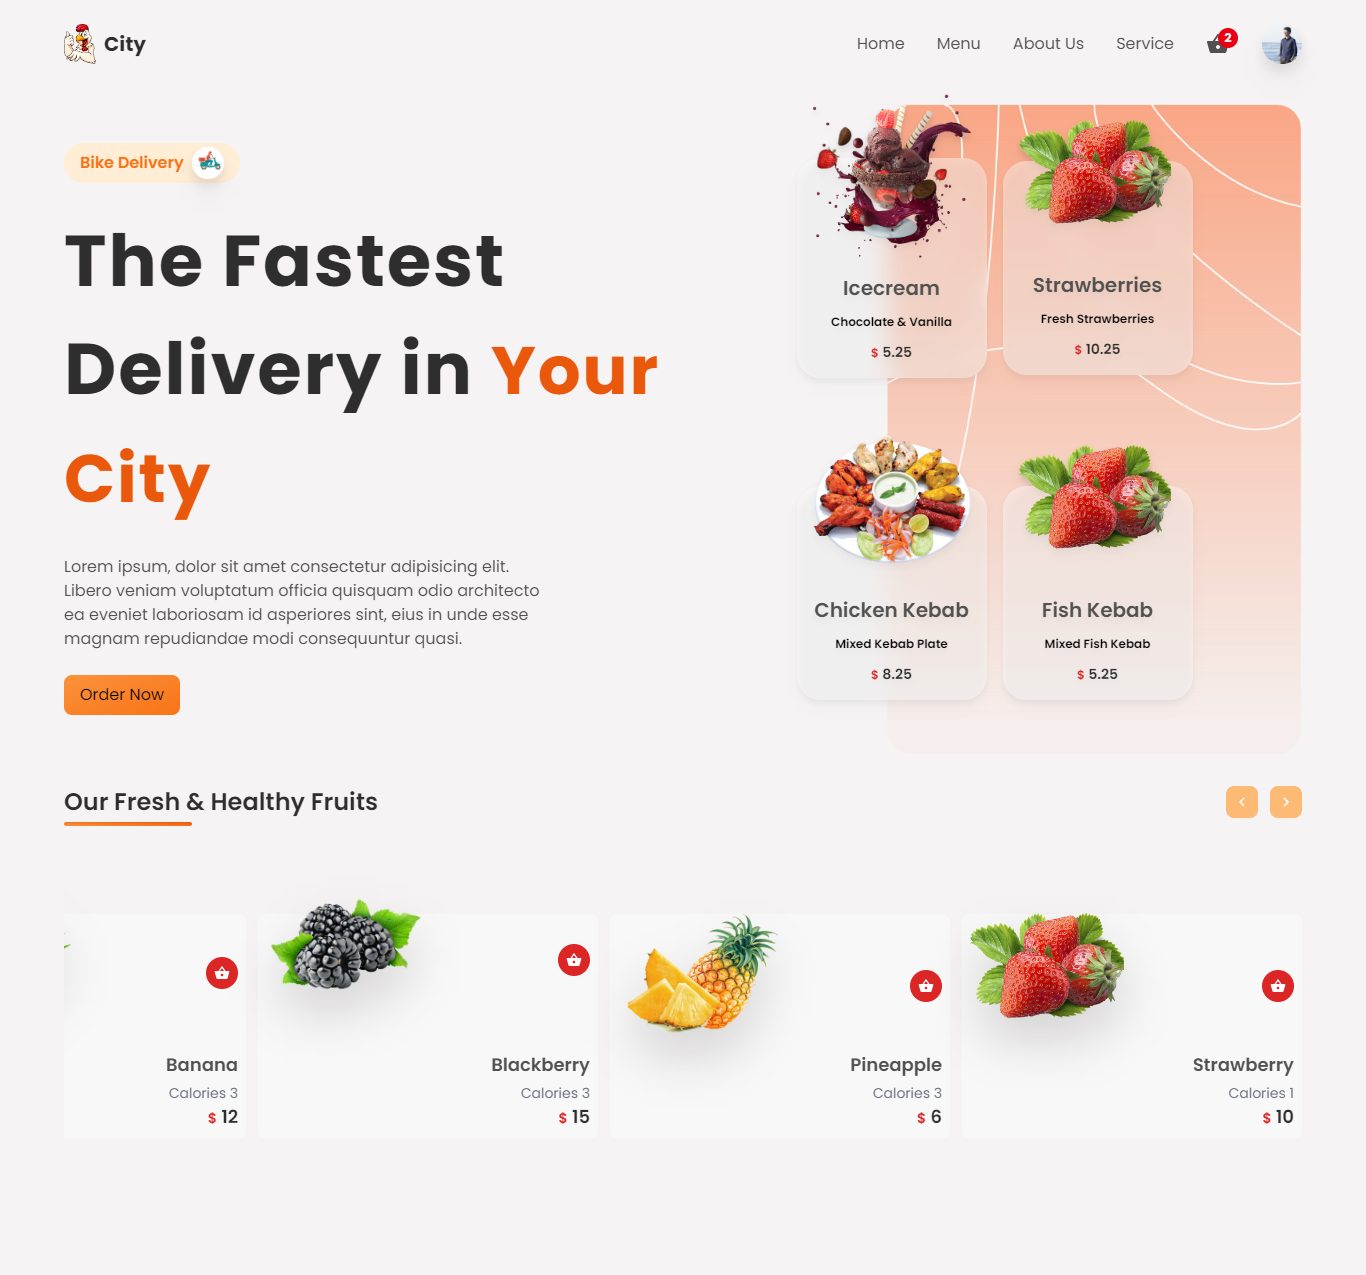 City
Home
Menu
About Us
Service
2
Bike Delivery
The Fastest
Delivery in Your
City
Lorem ipsum, dolor sit amet consectetur adipisicing elit.
Libero veniam voluptatum officia quisquam odio architecto
ea eveniet laboriosam id asperiores sint, eius in unde esse
magnam repudiandae modi consequuntur quasi.
Order Now
Icecream
Chocolate & Vanilla
$ 5.25
Strawberries
Fresh Strawberries
$ 10.25
Chicken Kebab
Mixed Kebab Plate
$ 8.25
Fish Kebab
Mixed Fish Kebab
$ 5.25
Our Fresh & Healthy Fruits
Banana
Calories 3
$ 12
Blackberry
Calories 3
$ 15
Pineapple
Calories 3
$ 6
Strawberry
Calories 1
$ 10